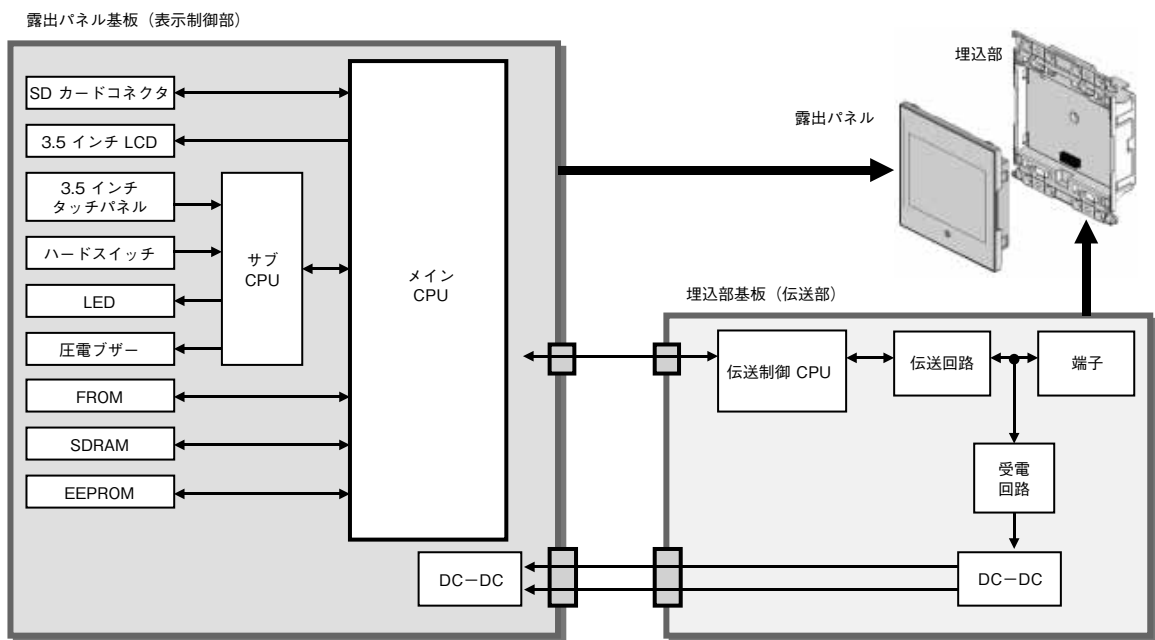 露出パネル基板（表示制御部）
SD カードコネクタ
3.5 インチ LCD
3.5 インチ
タッチパネル
ハードスイッチ
LED
圧電ブザー
FROM
SDRAM
EEPROM
サブ
CPU
メイン
CPU
DC－DC
埋込部
露出パネル
埋込部基板（伝送部）
伝送制御 CPU
伝送回路
端子
受電
回路
DC－DC